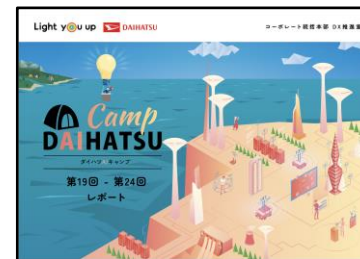 Light you up DAIHATSU コーポレート統括本部 DX推進室
Camp
DAIHATSU
ダイハツ キャンプ
第19回 - 第24回
レポート